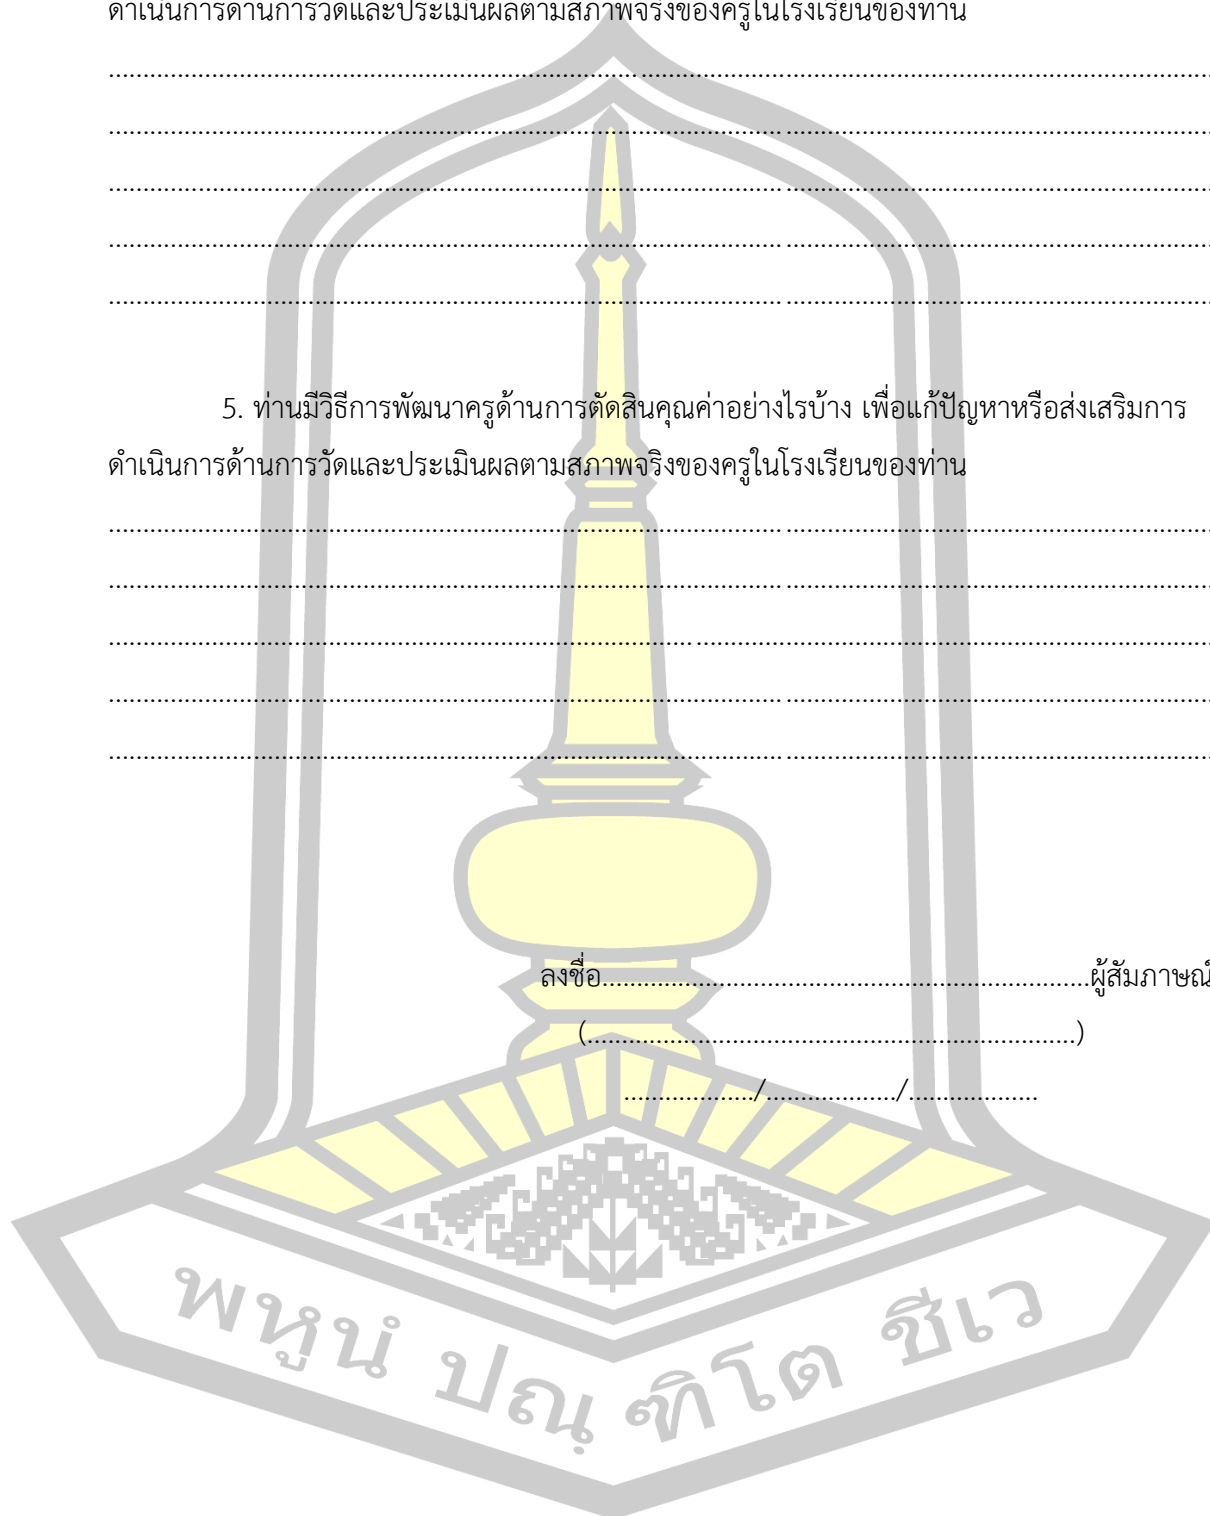 ดำเนินการด้านการวัดและประเมินผลตามสภาพจริงของครูในโรงเรียนของท่าน
5. ท่านมีวิธีการพัฒนาครูด้านการตัดสินคุณค่าอย่างไรบ้าง เพื่อแก้ปัญหาหรือส่งเสริมการ
ดำเนินการด้านการวัดและประเมินผลตามสภาพจริงของครูในโรงเรียนของท่าน
ลงชื่อ......................................................................ผู้สัมภาษณ์
(......................................................................)
.................../.................../...................
พหูนํ ปณฺฑิโต ชีเว